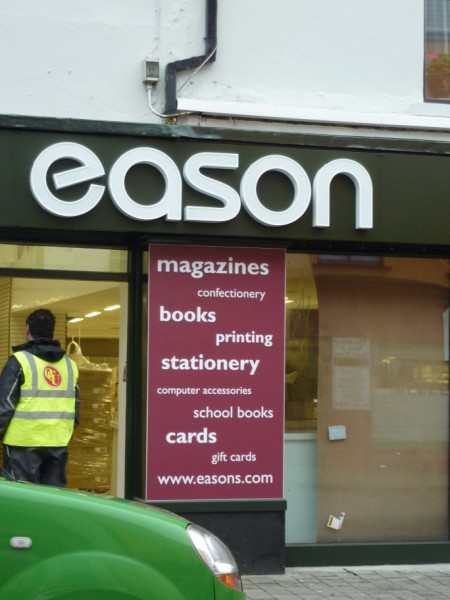 eason
magazines
confectionery
books
printing
stationery
computer accessories
school books
cards
gift cards
www.easons.com